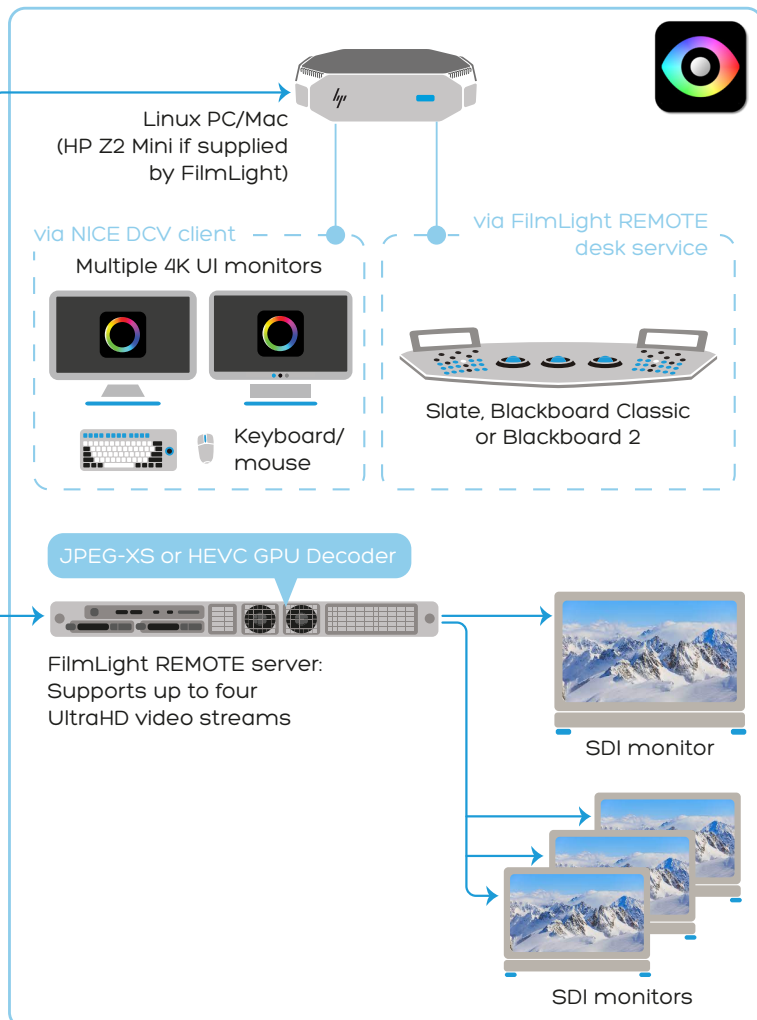 hp
Linux PC/Mac
(HP Z2 Mini if supplied
by FilmLight)
via NICE DCV client
Multiple 4K UI monitors
Keyboard/
mouse
via FilmLight REMOTE
desk service
Slate, Blackboard Classic
or Blackboard 2
JPEG-XS or HEVC GPU Decoder
FilmLight REMOTE server:
Supports up to four
UltraHD video streams
SDI monitor
SDI monitors